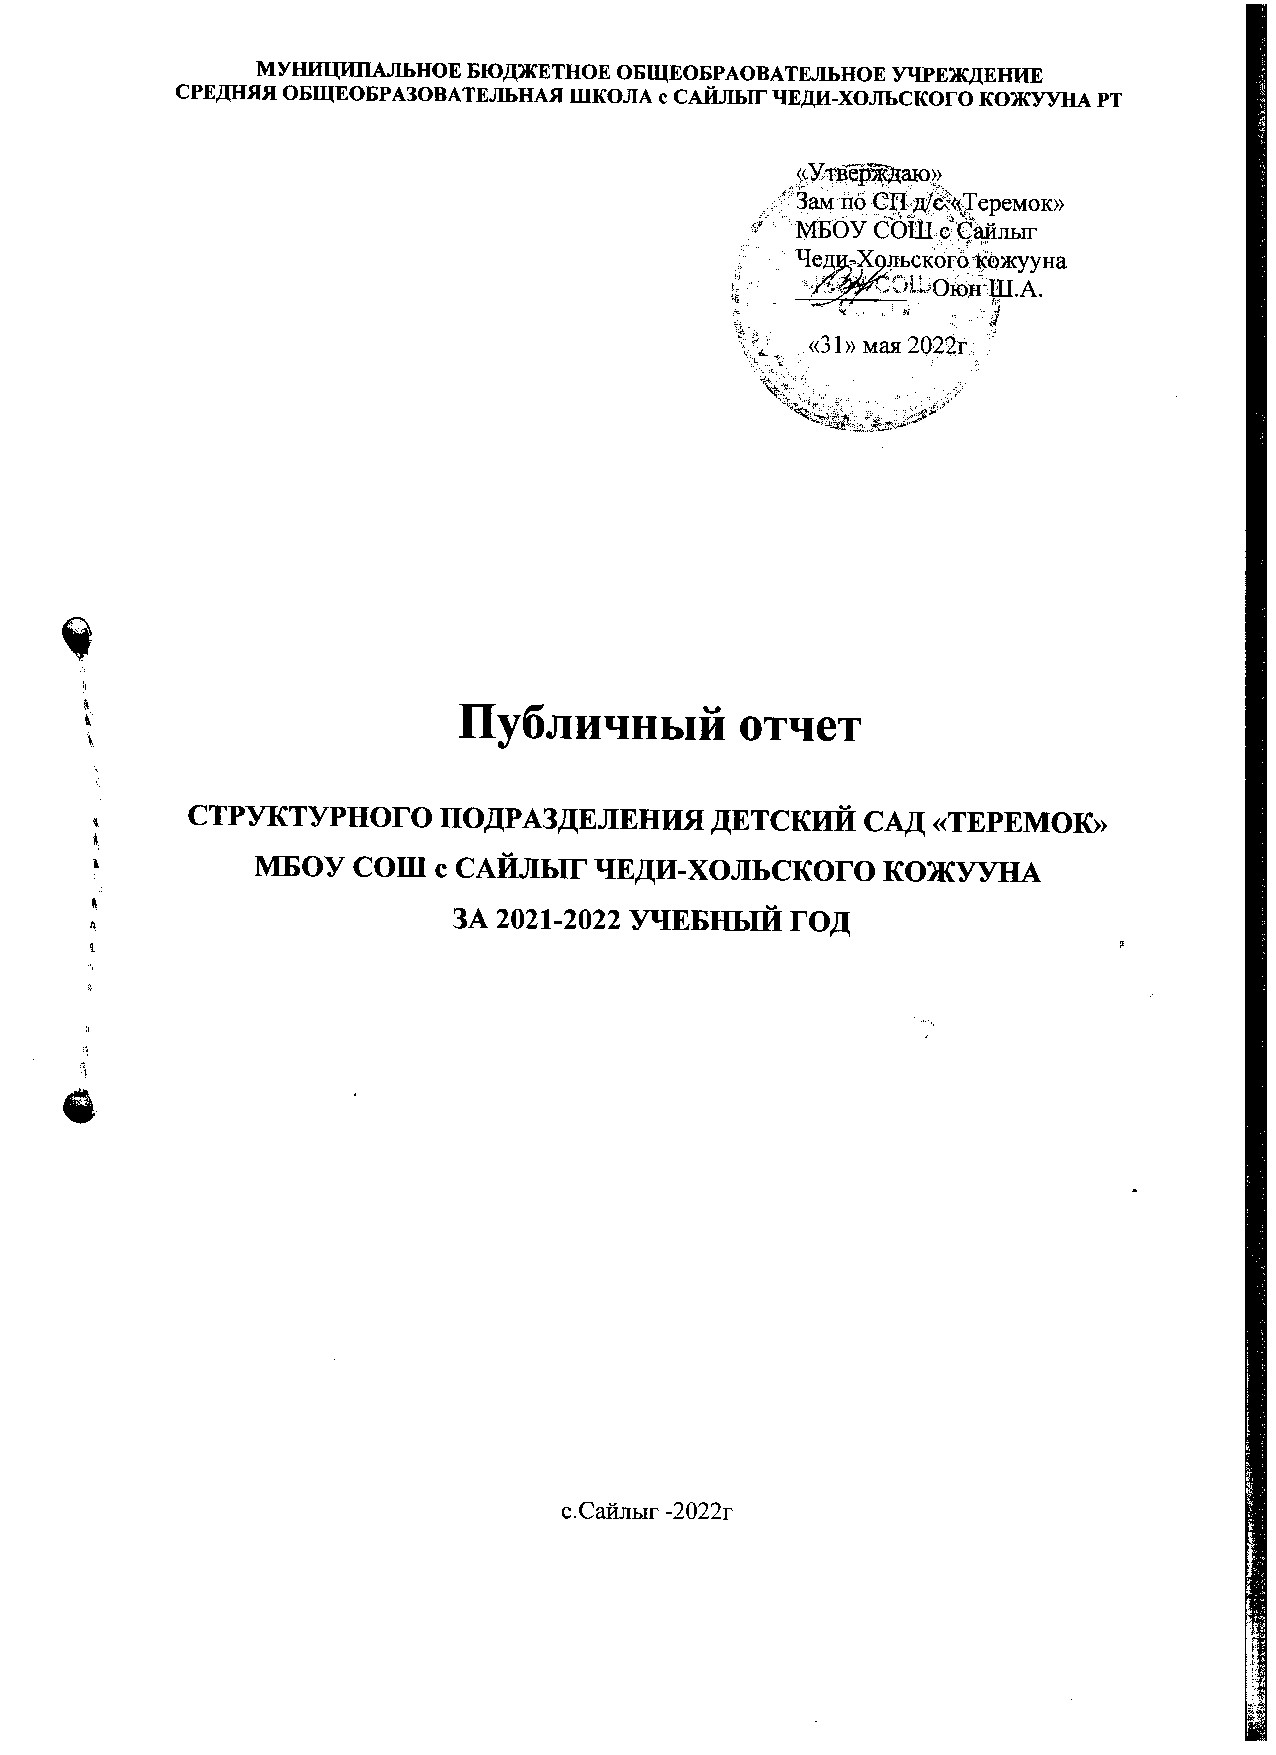 МУНИЦИПАЛЬНОЕ БЮДЖЕТНОЕ ОБЩЕОБРАОВАТЕЛЬНОЕ УЧРЕЖДЕНИЕ
СРЕДНЯЯ ОБЩЕОБРАЗОВАТЕЛЬНАЯ ШКОЛА с САЙЛЫГ ЧЕДИ-ХОЛЬСКОГО КОЖУУНА РТ
«Утверждаю»
Зам по СП д/с «Теремок»
МБОУ СОШ с Сайлыг
Чеди-Хольского кожууна
Оюн Ш.А.
«31» мая 2022г
Публичный отчет
СТРУКТУРНОГО ПОДРАЗДЕЛЕНИЯ ДЕТСКИЙ САД «ТЕРЕМОК»
МБОУ СОШ с САЙЛЫГ ЧЕДИ-ХОЛЬСКОГО КОЖУУНА
ЗА 2021-2022 УЧЕБНЫЙ ГОД
с.Сайлыг -2022г